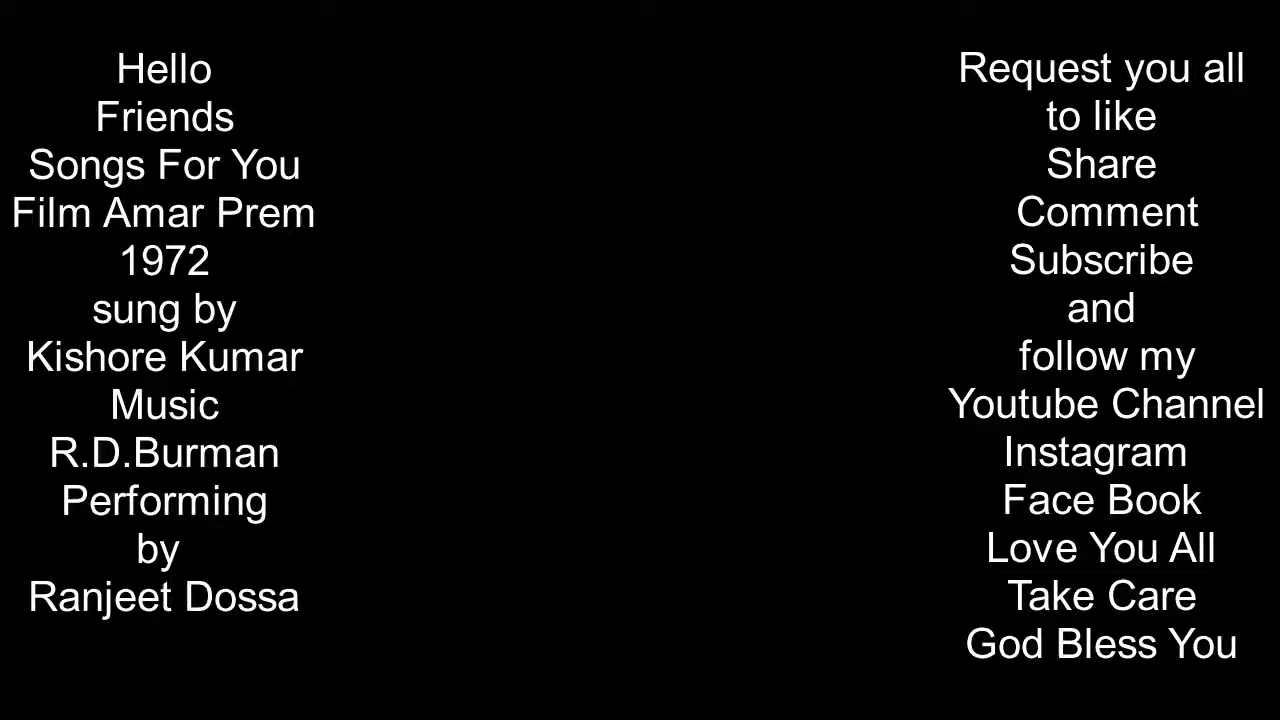 Hello
Friends
Songs For You
Film Amar Prem
1972
sung by
Kishore Kumar
Music
R.D.Burman
Performing
by
Ranjeet Dossa
Request you all
to like
Share
Comment
Subscribe
and
follow my
Youtube Channel
Instagram
Face Book
Love You All
Take Care
God Bless You